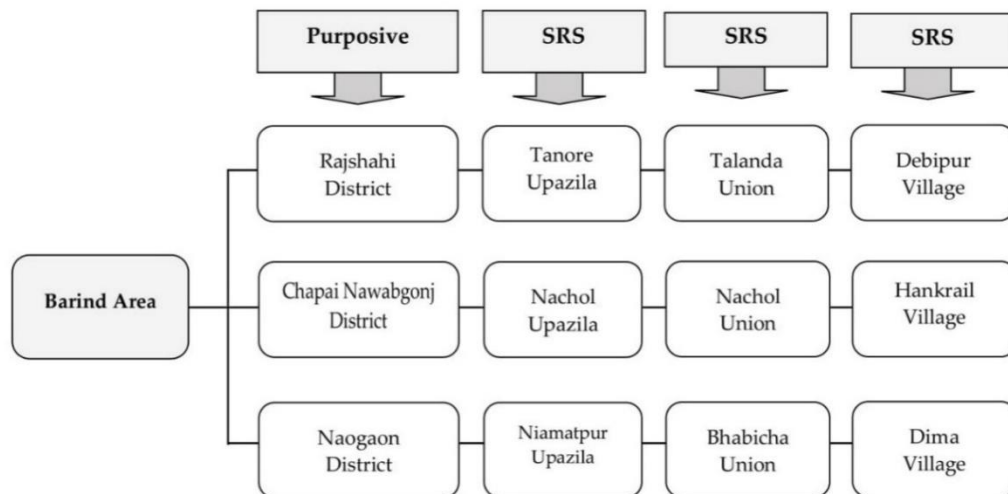 Purposive
SRS
SRS
SRS
Rajshahi
District
Tanore
Upazila
Talanda
Union
Debipur
Village
Barind Area
Chapai Nawabgonj
District
Nachol
Upazila
Nachol
Union
Hankrail
Village
Naogaon
District
Niamatpur
Upazila
Bhabicha
Union
Dima
Village